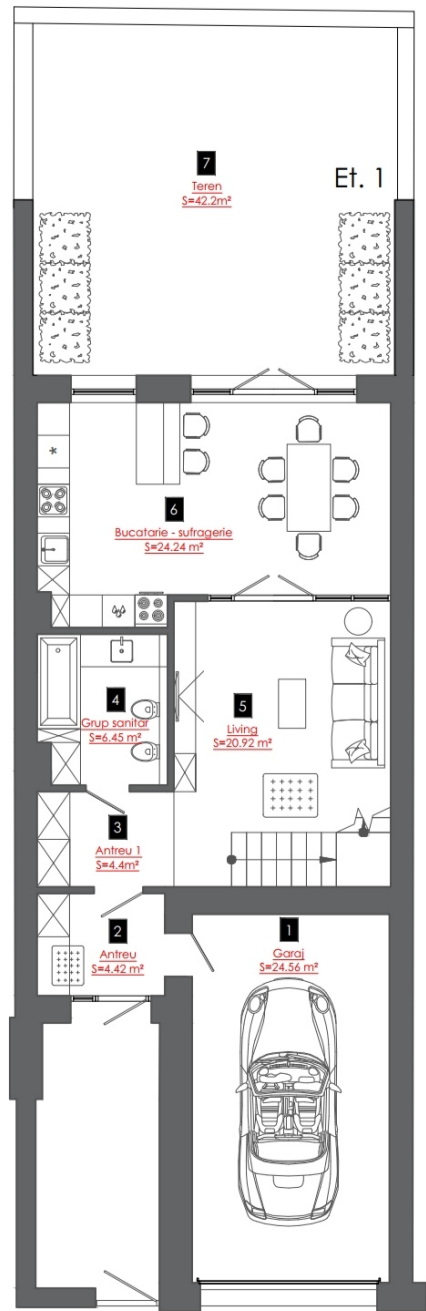 7
Teren
S=42.2m²
Et. 1
6
Bucatarie - sufragerie
S=24.24 m²
4
Grup sanitar
S=6.45 m²
5
Living
S=20.92 m²
3
Antreu 1
S=4.4m²
2
Antreu
S=4.42 m²
1
Garaj
S=24.56 m²